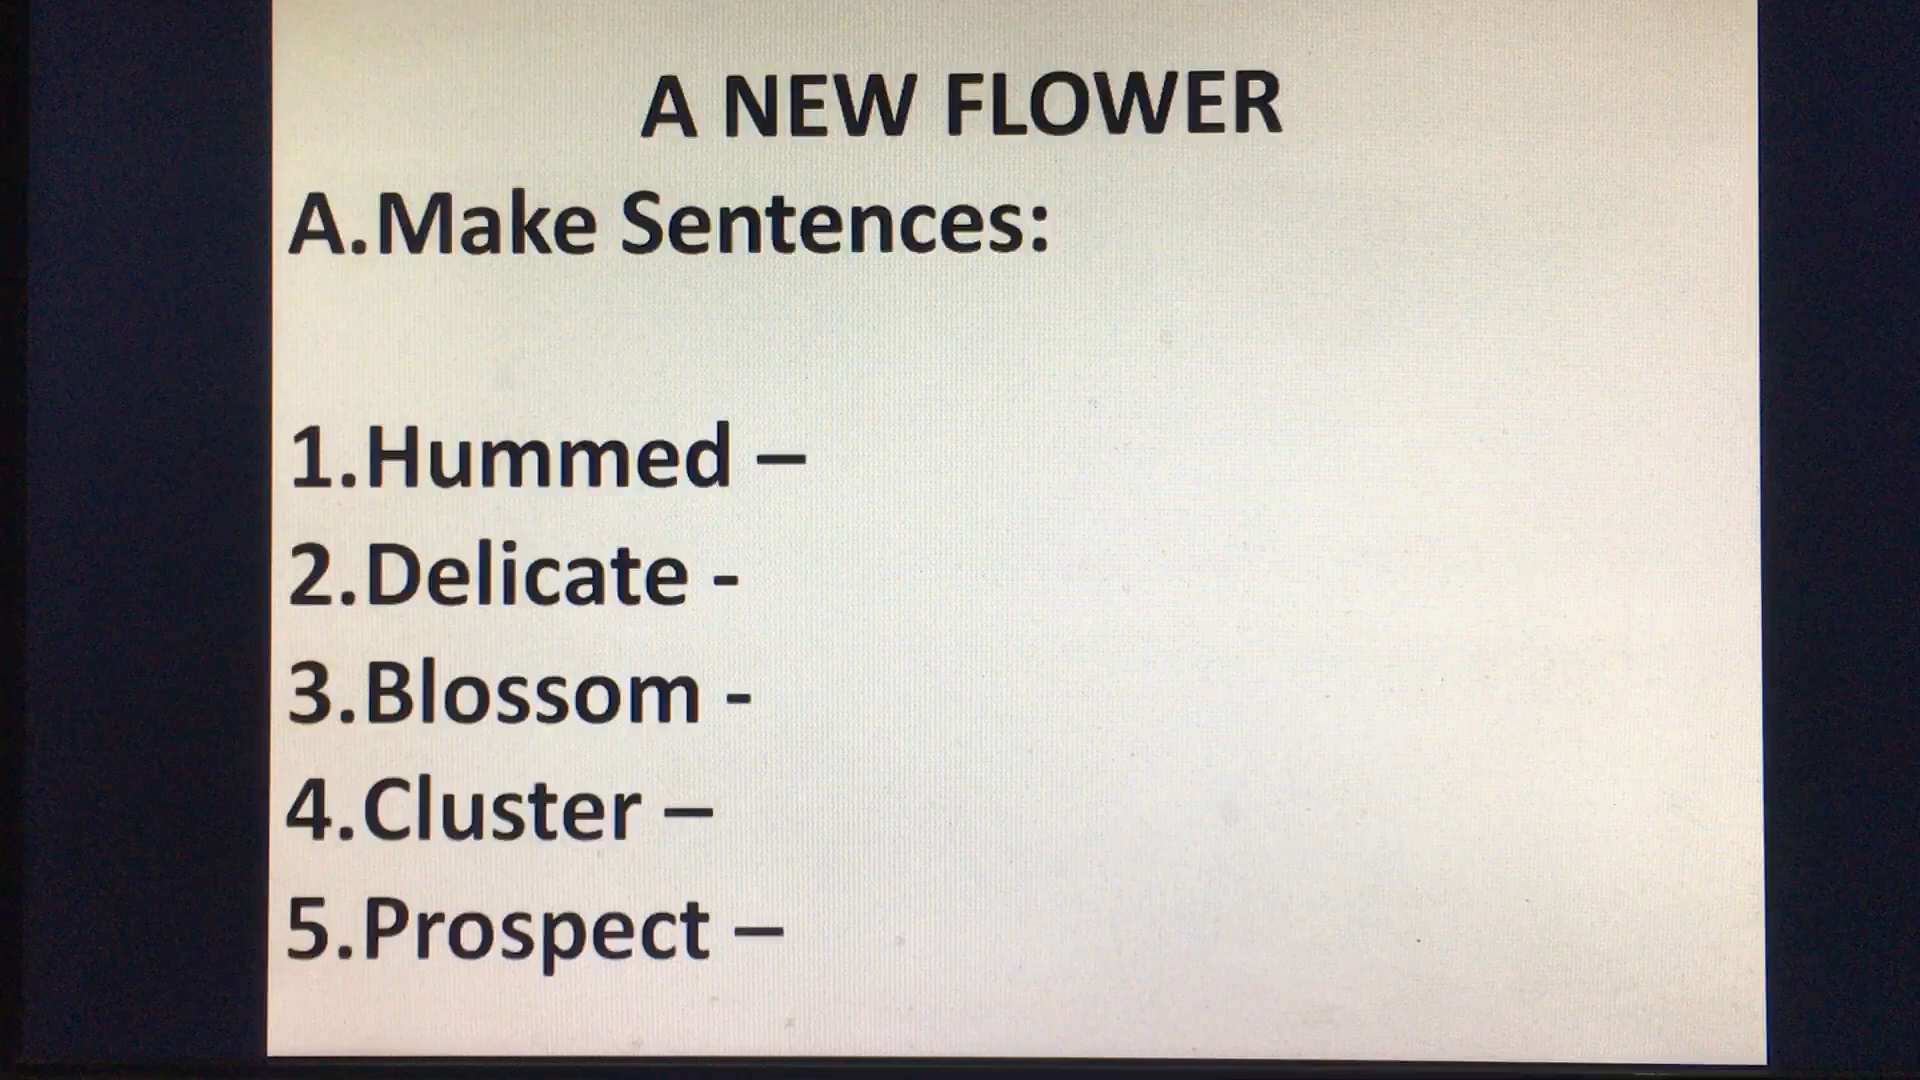 A NEW FLOWER
A.Make Sentences:
1.Hummed –
2.Delicate -
3.Blossom -
4.Cluster –
5.Prospect –